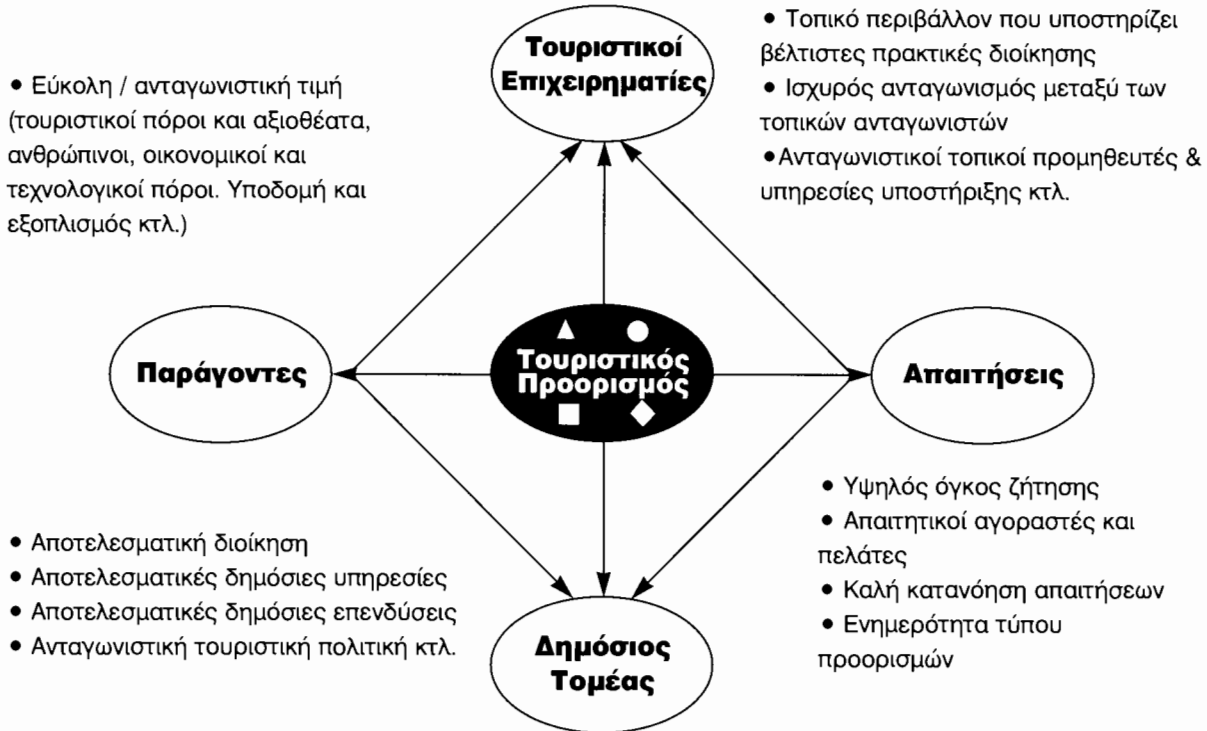 Τουριστικοί
Επιχειρηματίες
• Τοπικό περιβάλλον που υποστηρίζει
βέλτιστες πρακτικές διοίκησης
• Ισχυρός ανταγωνισμός μεταξύ των
τοπικών ανταγωνιστών
•Ανταγωνιστικοί τοπικοί προμηθευτές &
υπηρεσίες υποστήριξης κτλ.
• Εύκολη / ανταγωνιστική τιμή
(τουριστικοί πόροι και αξιοθέατα,
ανθρώπινοι, οικονομικοί και
τεχνολογικοί πόροι. Υποδομή και
εξοπλισμός κτλ.)
Παράγοντες
Τουριστικός
Προορισμός
Απαιτήσεις
• Αποτελεσματική διοίκηση
• Αποτελεσματικές δημόσιες υπηρεσίες
• Αποτελεσματικές δημόσιες επενδύσεις
• Ανταγωνιστική τουριστική πολιτική κτλ.
Δημόσιος
Τομέας
• Υψηλός όγκος ζήτησης
• Απαιτητικοί αγοραστές και
πελάτες
• Καλή κατανόηση απαιτήσεων
• Ενημερότητα τύπου
προορισμών